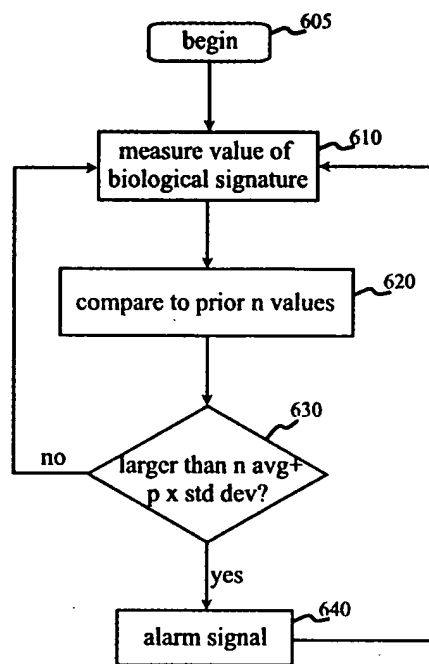 605
begin
610
measure value of
biological signature
620
compare to prior n values
630
no
larger than n avg+
p x std dev?
yes
640
alarm signal